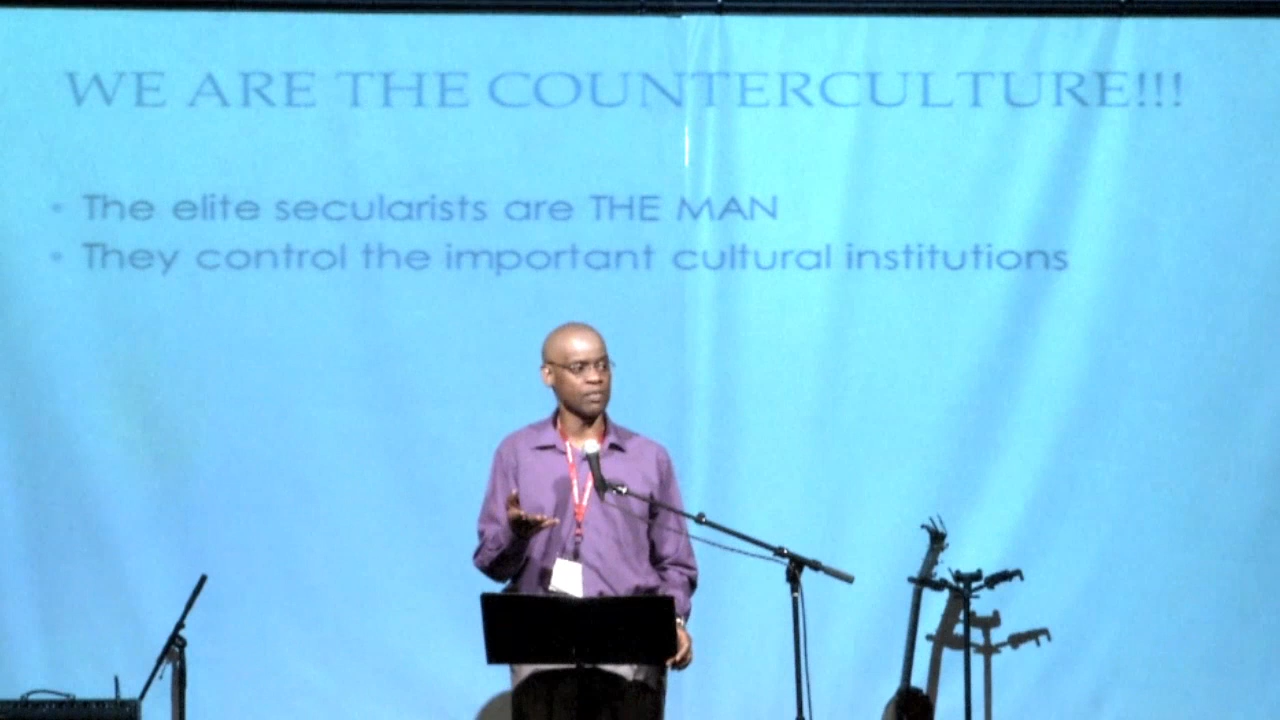 WE ARE THE COUNTERCULTURE!!!
• The elite secularists are THE MAN
• They control the important cultural institutions